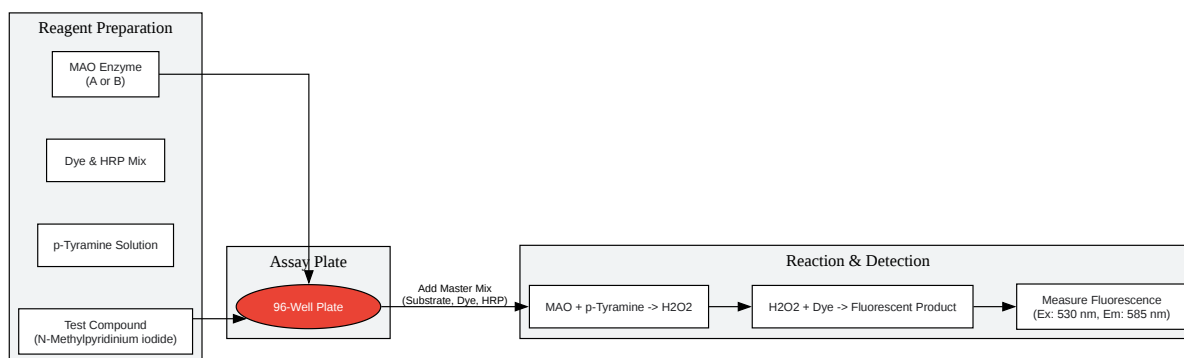 Reagent Preparation
MAO Enzyme
(A or B)
Dye & HRP Mix
p-Tyramine Solution
Test Compound
(N-Methylpyridinium iodide)
Assay Plate
96-Well Plate
Add Master Mix
(Substrate, Dye, HRP)
Reaction & Detection
MAO + p-Tyramine -> H2O2
H2O2 + Dye -> Fluorescent Product
Measure Fluorescence
(Ex: 530 nm, Em: 585 nm)